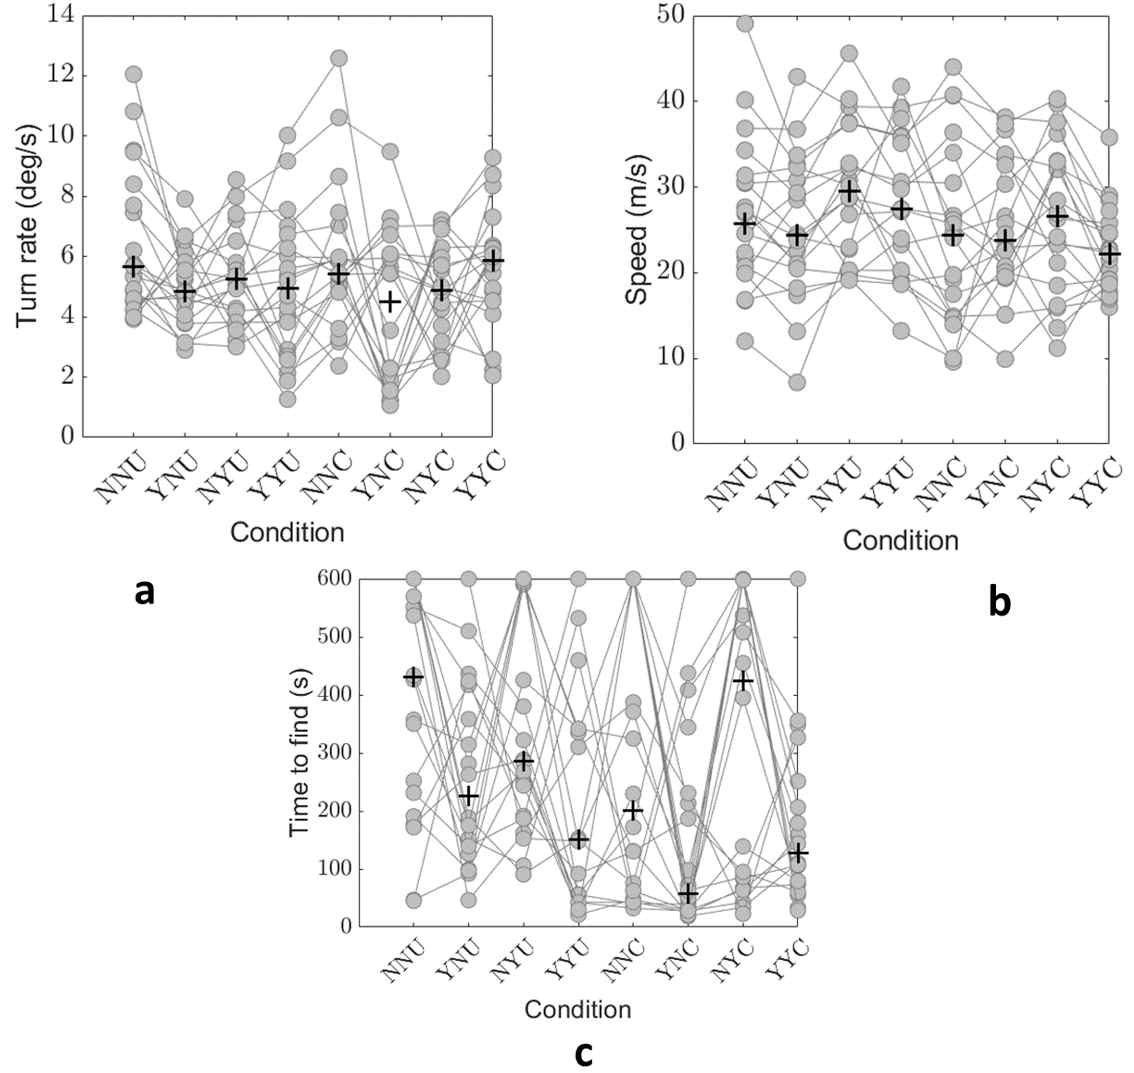 14
12
10
8
6
4
2
0
Turn rate (deg/s)
NNU YNU NYU YYU NNC YNC NYC YYC
Condition
a
50
40
30
20
10
0
Speed (m/s)
NNU YNU NYU YYU NNC YNC NYC YYC
Condition
b
600
500
400
300
200
100
0
Time to find (s)
NNU YNU NYU YYU NNC YNC NYC YYC
Condition
c